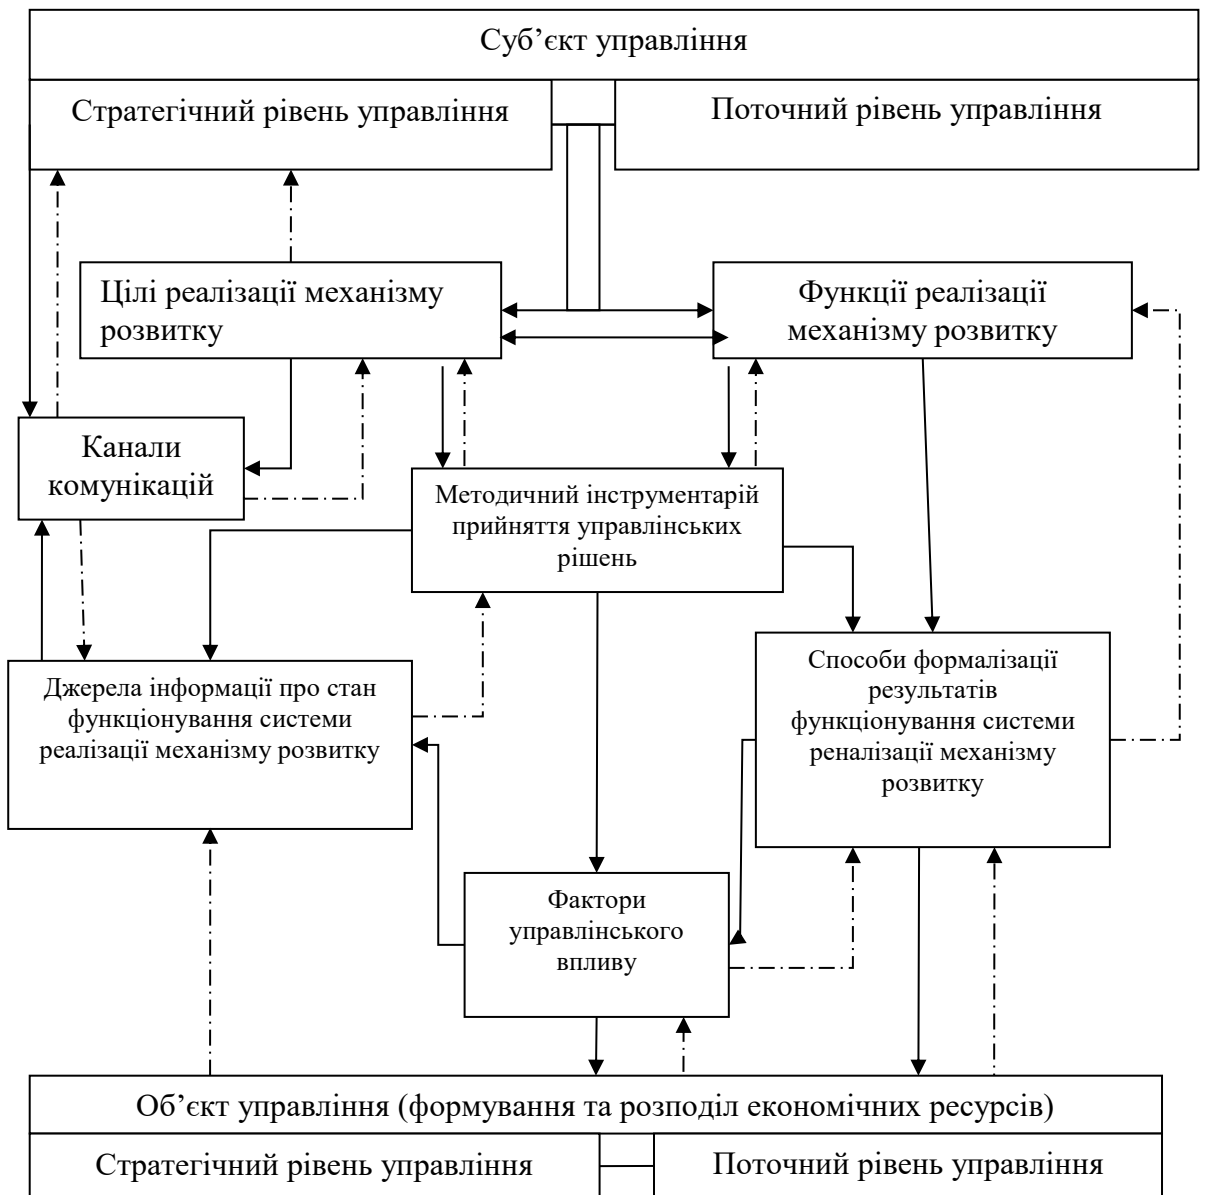 Суб’єкт управління
Стратегічний рівень управління
Поточний рівень управління
Цілі реалізації механізму
розвитку
Функції реалізації
механізму розвитку
Канали
комунікацій
Методичний інструментарій
прийняття управлінських
рішень
Джерела інформації про стан
функціонування системи
реалізації механізму розвитку
Способи формалізації
результатів
функціонування системи
реналізації механізму
розвитку
Фактори
управлінського
впливу
Об’єкт управління (формування та розподіл економічних ресурсів)
Стратегічний рівень управління
Поточний рівень управління